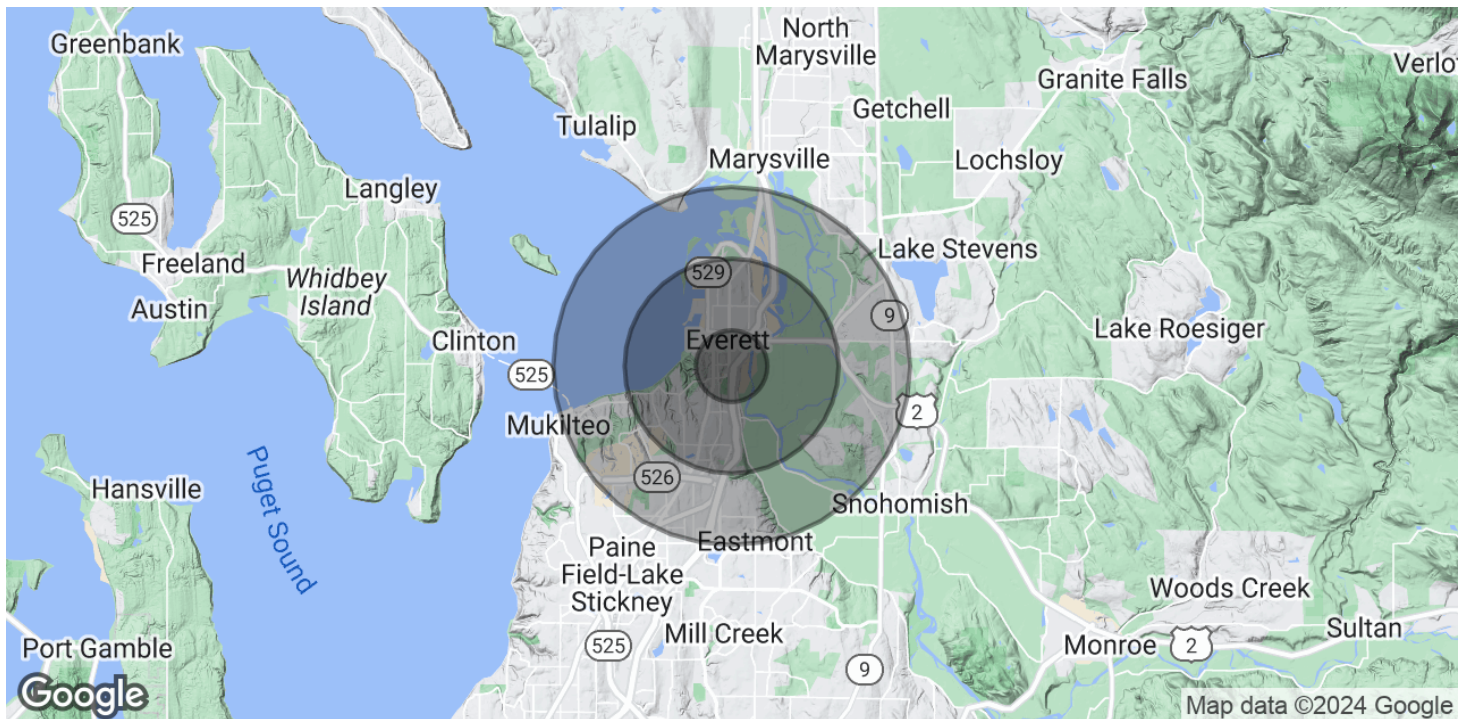 Greenbank
North
Marysville
Verlo
Granite Falls
Getchell
Tulalip
Marysville
Lochsloy
Langley
525
Lake Stevens
Freeland
529
Whidbey
Island
Austin
9
Lake Roesiger
Everett
Clinton
525
2
Mukilteo
Puget Sound
526
Hansville
Snohomish
Eastmont
Paine
Field-Lake
Stickney
Woods Creek
Mill Creek
Sultan
525
Monroe
2
Port Gamble
9
Google
Map data ©2024 Google